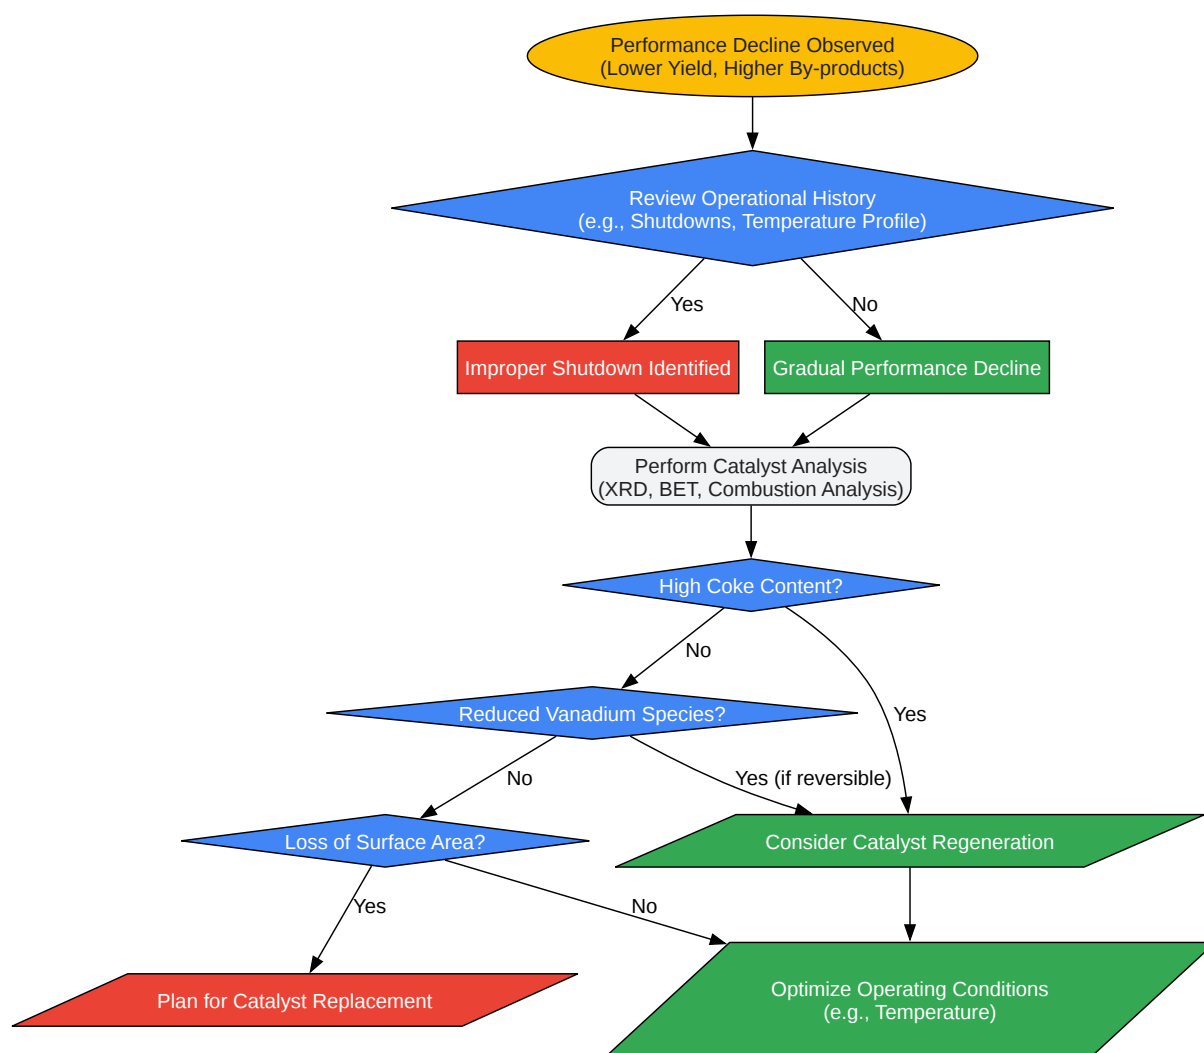 Performance Decline Observed
(Lower Yield, Higher By-products)
Review Operational History
(e.g., Shutdowns, Temperature Profile)
Yes
No
Improper Shutdown Identified
Gradual Performance Decline
Perform Catalyst Analysis
(XRD, BET, Combustion Analysis)
High Coke Content?
No
Reduced Vanadium Species?
Yes
No
Yes (if reversible)
Loss of Surface Area?
Consider Catalyst Regeneration
Yes
No
Plan for Catalyst Replacement
Optimize Operating Conditions
(e.g., Temperature)